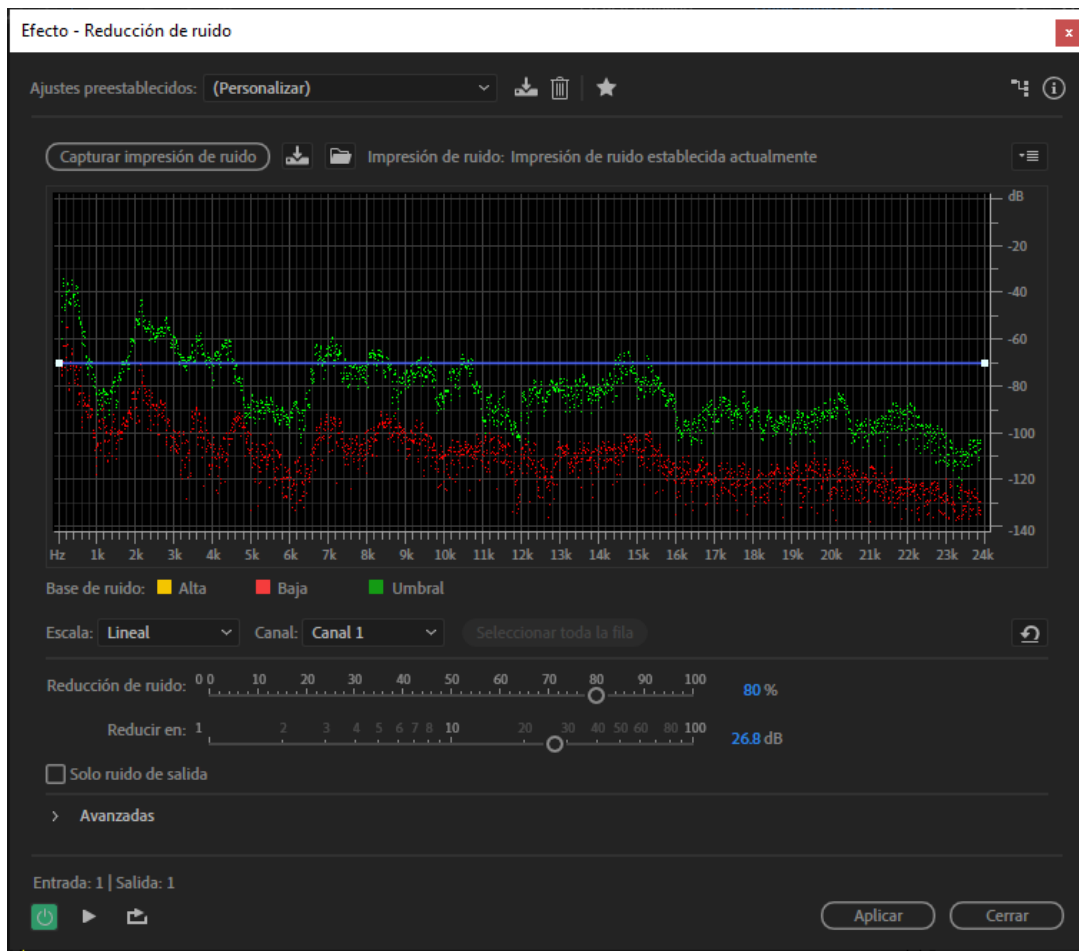 Efecto - Reducción de ruido
x
Ajustes preestablecidos: (Personalizar)
Capturar impresión de ruido Impresión de ruido: Impresión de ruido establecida actualmente
dB
-20
-40
-60
-80
-100
-120
-140
Hz 1k 2k 3k 4k 5k 6k 7k 8k 9k 10k 11k 12k 13k 14k 15k 16k 17k 18k 19k 20k 21k 22k 23k 24k
Base de ruido: Alta Baja Umbral
Escala: Lineal Canal: Canal 1 Seleccionar toda la fila
Reducción de ruido: 0 0 10 20 30 40 50 60 70 80 90 100 80 %
Reducir en: 1 2 3 4 5 6 7 8 10 20 30 40 50 60 80 100 26.8 dB
Solo ruido de salida
Avanzadas
Entrada: 1 | Salida: 1
Aplicar Cerrar